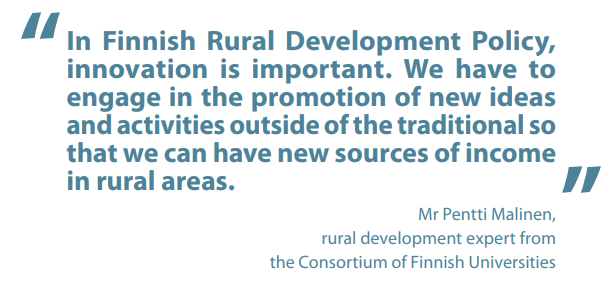 “
In Finnish Rural Development Policy,
innovation is important. We have to
engage in the promotion of new ideas
and activities outside of the traditional so
that we can have new sources of income
in rural areas.
”
Mr Pentti Malinen,
rural development expert from
the Consortium of Finnish Universities